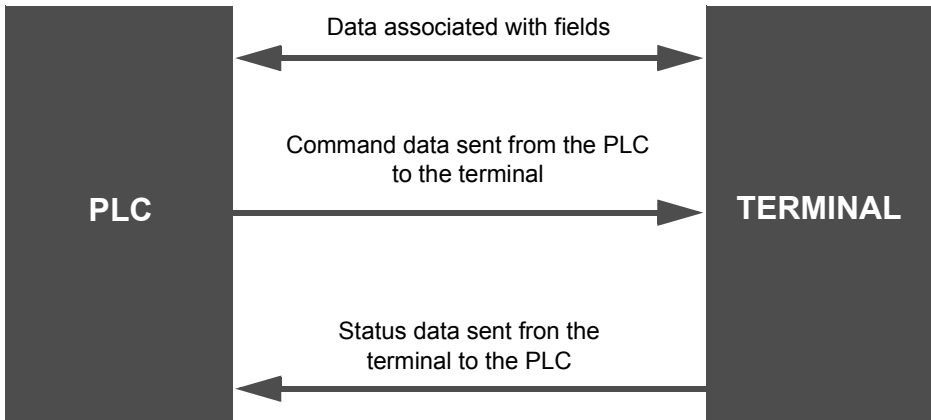 Data associated with fields
Command data sent from the PLC
to the terminal
PLC
TERMINAL
Status data sent fron the
terminal to the PLC